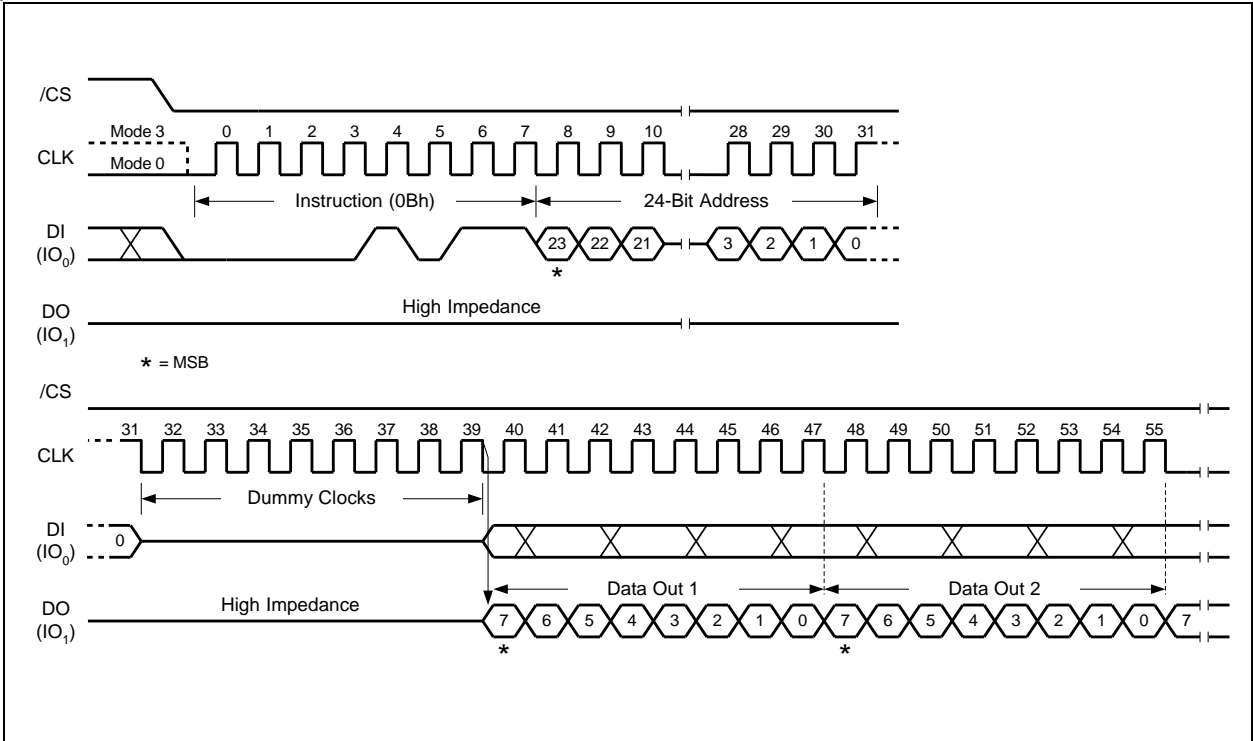 /CS
Mode 3 0 1 2 3 4 5 6 7 8 9 10 28 29 30 31
CLK
Mode 0
Instruction (0Bh) 24-Bit Address
DI
(IO0)
23 22 21 3 2 1 0
*
High Impedance
DO
(IO1)
* = MSB
/CS
31 32 33 34 35 36 37 38 39 40 41 42 43 44 45 46 47 48 49 50 51 52 53 54 55
CLK
Dummy Clocks
DI
(IO0)
0
Data Out 1 Data Out 2
High Impedance
DO
(IO1)
7 6 5 4 3 2 1 0 7 6 5 4 3 2 1 0 7
* *